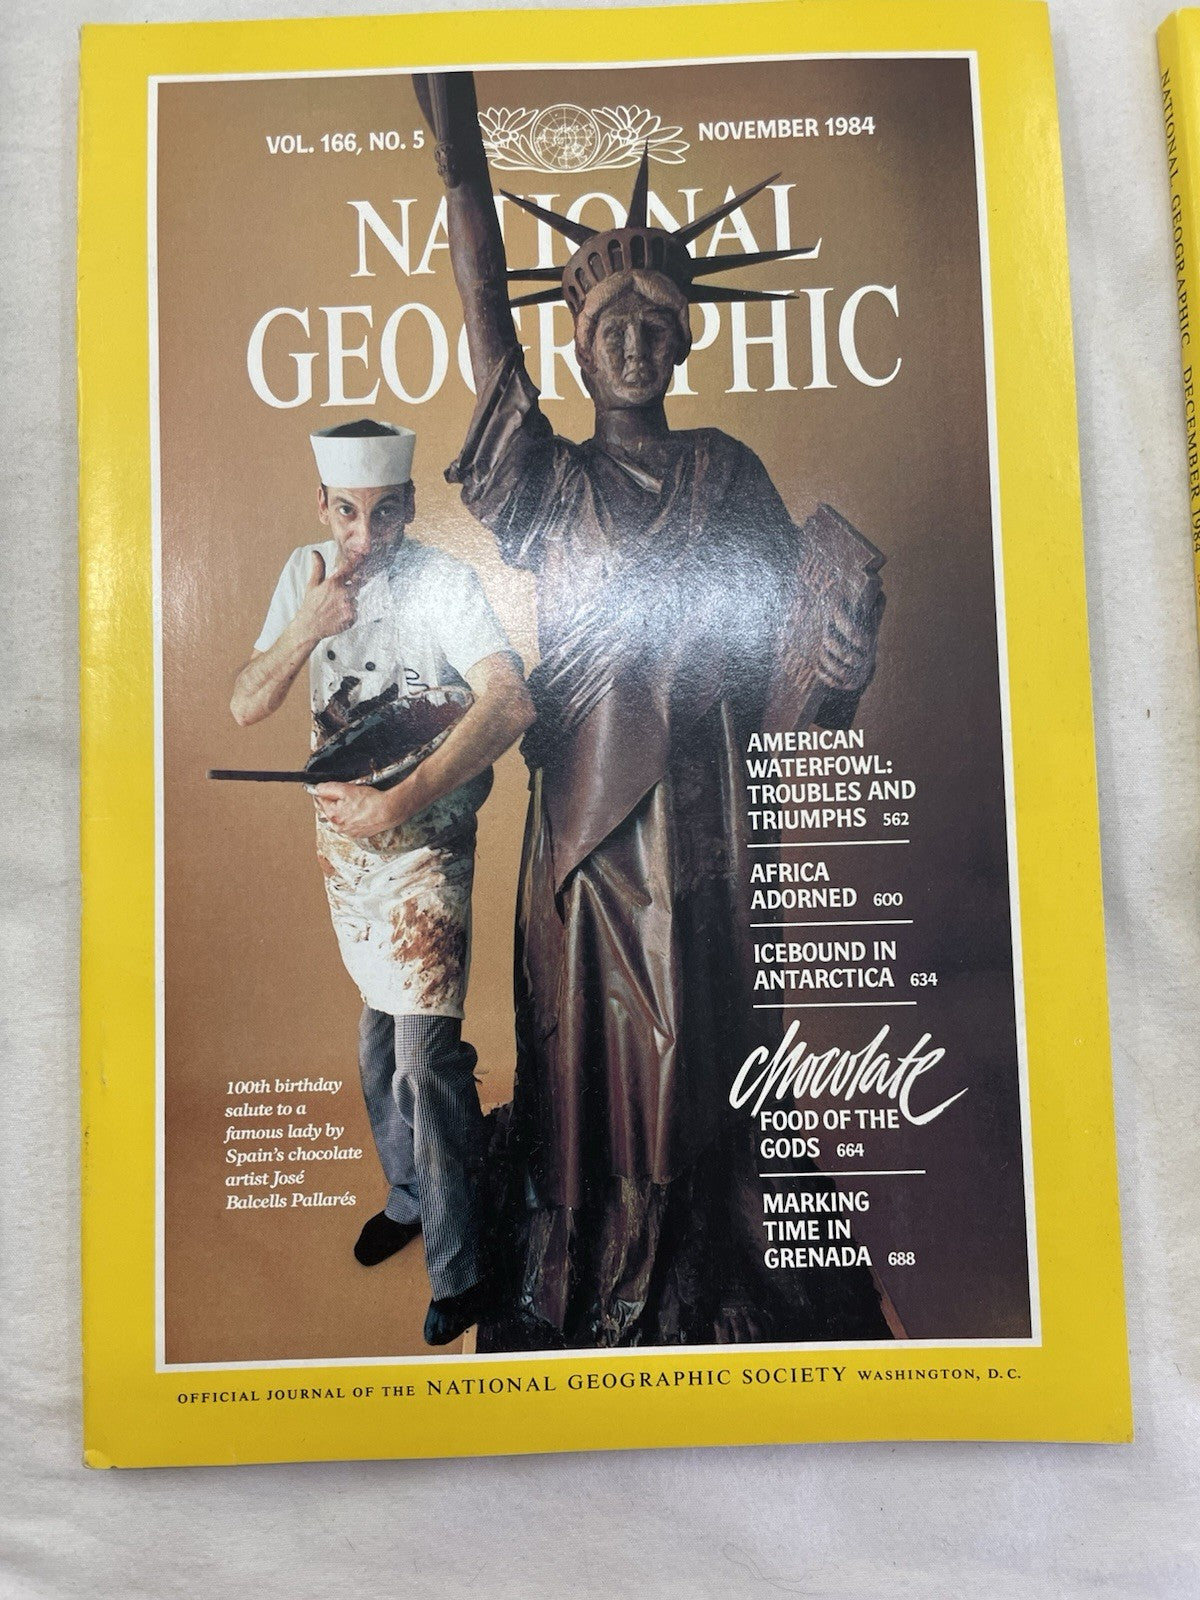 VOL. 166, NO. 5
NOVEMBER 1984
NATIONAL
GEOGRAPHIC
AMERICAN
WATERFOWL:
TROUBLES AND
TRIUMPHS 562
AFRICA
ADORNED 600
ICEBOUND IN
ANTARCTICA 634
chocolate
FOOD OF THE
GODS 664
MARKING
TIME IN
GRENADA 688
100th birthday
salute to a
famous lady by
Spain's chocolate
artist José
Balcells Pallarés
OFFICIAL JOURNAL OF THE NATIONAL GEOGRAPHIC SOCIETY WASHINGTON, D.C.
NATIONAL GEOGRAPHIC DECEMBER 1984